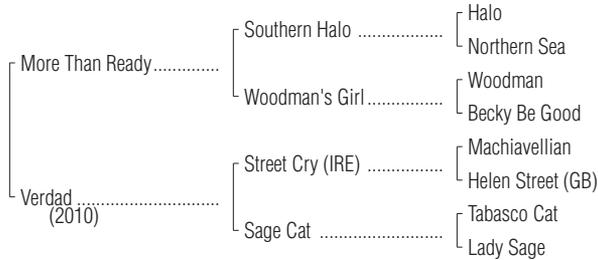 Halo
Southern Halo ..................
Northern Sea
More Than Ready..............
Woodman
Woodman's Girl................
Becky Be Good
Machiavellian
Street Cry (IRE) ................
Helen Street (GB)
Verdad ..............................
(2010)
Tabasco Cat
Sage Cat ..........................
Lady Sage